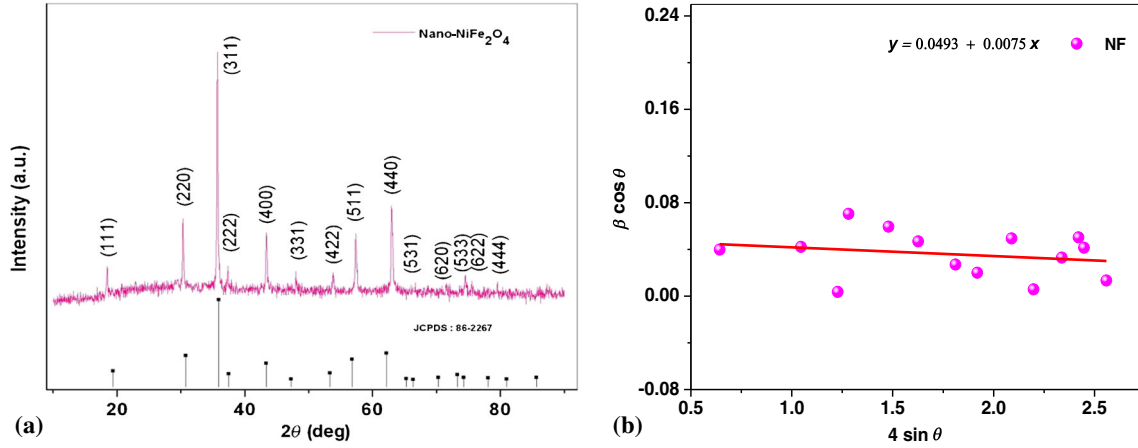 Nano-NiFe2O4
(111)
(220)
(311)
(222)
(400)
(331)
(422)
(511)
(440)
(531)
(620)
(533)
(622)
(444)
JCPDS : 86-2267
Intensity (a.u.)
20 40 60 80
2θ (deg)
(a)
y = 0.0493 + 0.0075 x
NF
0.24
0.16
0.08
0.00
-0.08
β cos θ
0.5 1.0 1.5 2.0 2.5
4 sin θ
(b)